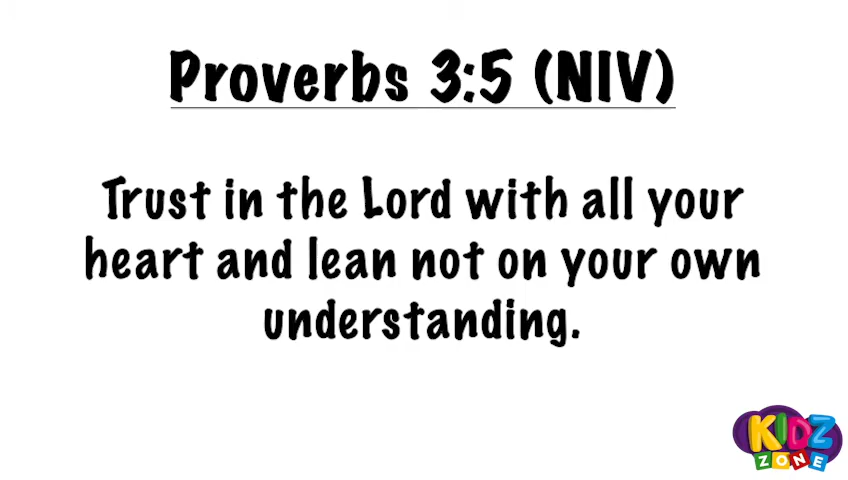 Proverbs 3:5 (NIV)
Trust in the Lord with all your
heart and lean not on your own
understanding.
KIDZ
ZONE